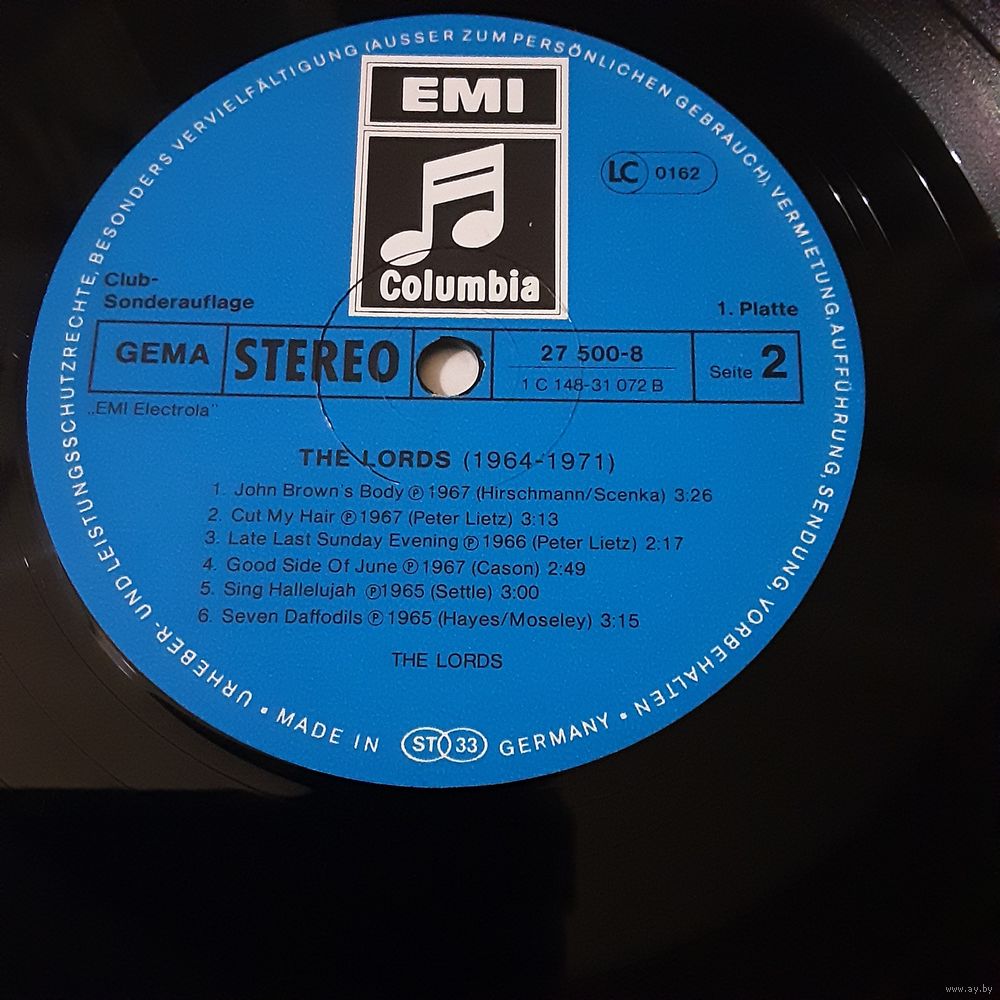 URHEBER- UND LEISTUNGSSCHUTZRECHTE, BESONDERS VERVIELFÄLTIGUNG (AUSSER ZUM PERSÖNLICHEN GEBRAUCH), VERMIETUNG, AUFFÜHRUNG, SENDUNG, VORBEHALTEN •
EMI
LC 0162
Columbia
Club-
Sonderauflage
1. Platte
GEMA STEREO 27 500-8 Seite 2
1 C 148-31 072 B
„EMI Electrola"
THE LORDS (1964-1971)
1. John Brown's Body ℗ 1967 (Hirschmann/Scenka) 3:26
2. Cut My Hair ℗ 1967 (Peter Lietz) 3:13
3. Late Last Sunday Evening ℗ 1966 (Peter Lietz) 2:17
4. Good Side Of June ℗ 1967 (Cason) 2:49
5. Sing Hallelujah ℗ 1965 (Settle) 3:00
6. Seven Daffodils ℗ 1965 (Hayes/Moseley) 3:15
THE LORDS
• MADE IN ST 33 GERMANY
www.ay.by